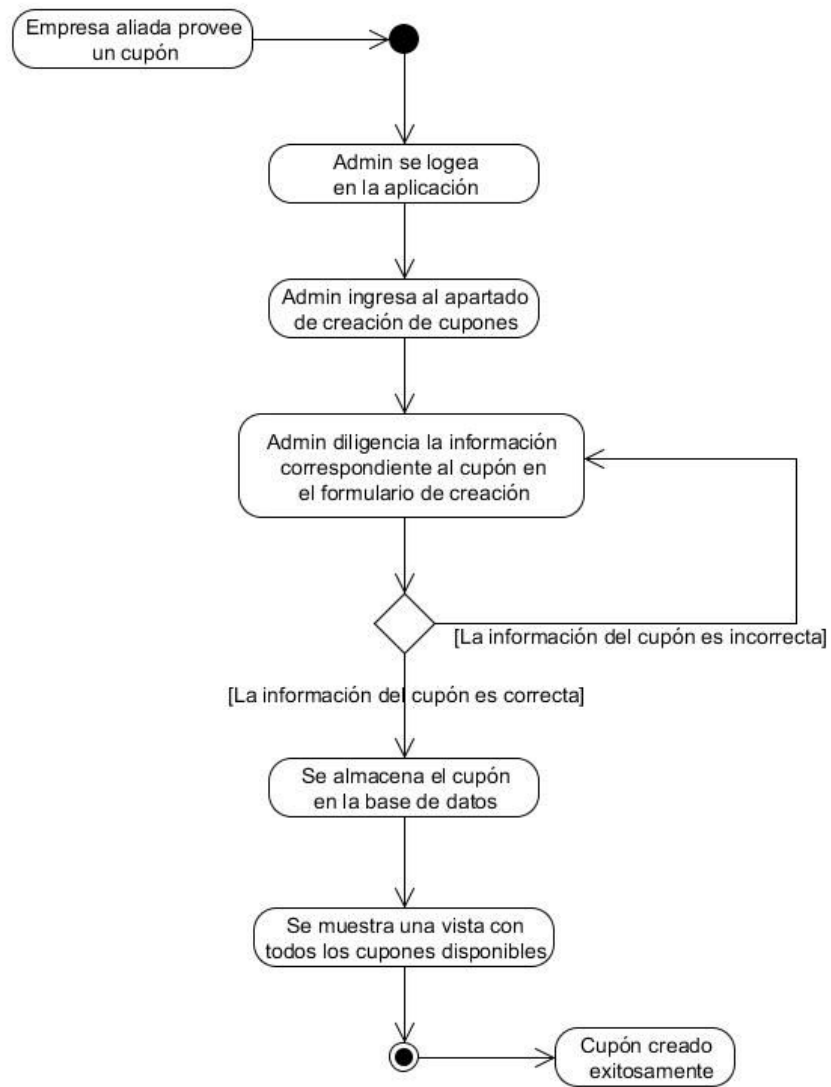 Empresa aliada provee
un cupón
Admin se logea
en la aplicación
Admin ingresa al apartado
de creación de cupones
Admin diligencia la información
correspondiente al cupón en
el formulario de creación
[La información del cupón es incorrecta]
[La información del cupón es correcta]
Se almacena el cupón
en la base de datos
Se muestra una vista con
todos los cupones disponibles
Cupón creado
exitosamente